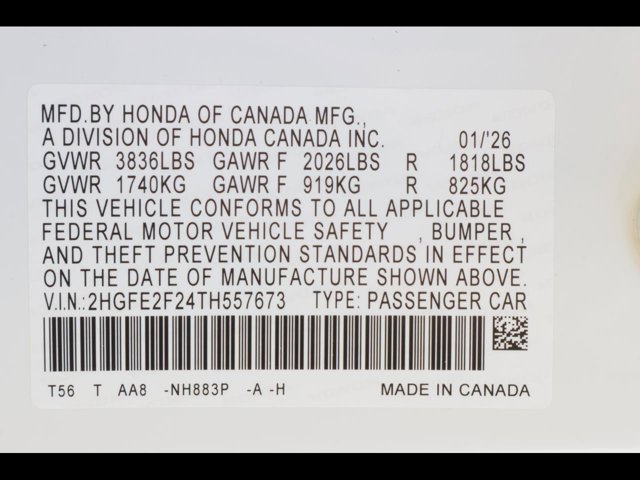 MFD.BY HONDA OF CANADA MFG.,
A DIVISION OF HONDA CANADA INC. 01/'26
GVWR 3836LBS GAWR F 2026LBS R 1818LBS
GVWR 1740KG GAWR F 919KG R 825KG
THIS VEHICLE CONFORMS TO ALL APPLICABLE
FEDERAL MOTOR VEHICLE SAFETY , BUMPER ,
AND THEFT PREVENTION STANDARDS IN EFFECT
ON THE DATE OF MANUFACTURE SHOWN ABOVE.
V.I.N.:2HGFE2F24TH557673 TYPE: PASSENGER CAR
T56 T AA8 -NH883P -A -H MADE IN CANADA